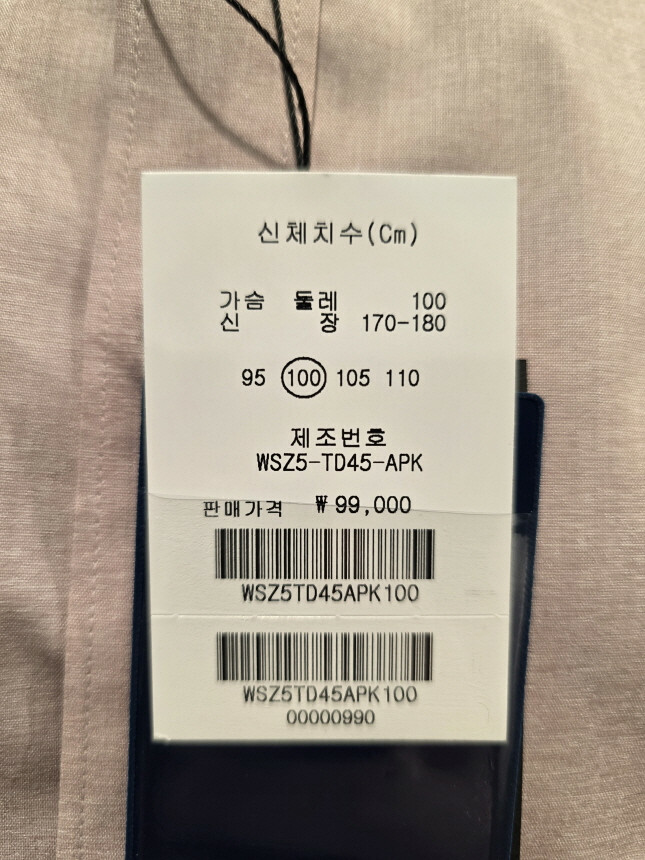 신체치수(Cm)
가슴 둘레 100
신 장 170-180
95 100 105 110
제조번호
WSZ5-TD45-APK
판매가격 ₩99,000
WSZ5TD45APK100
WSZ5TD45APK100
00000990